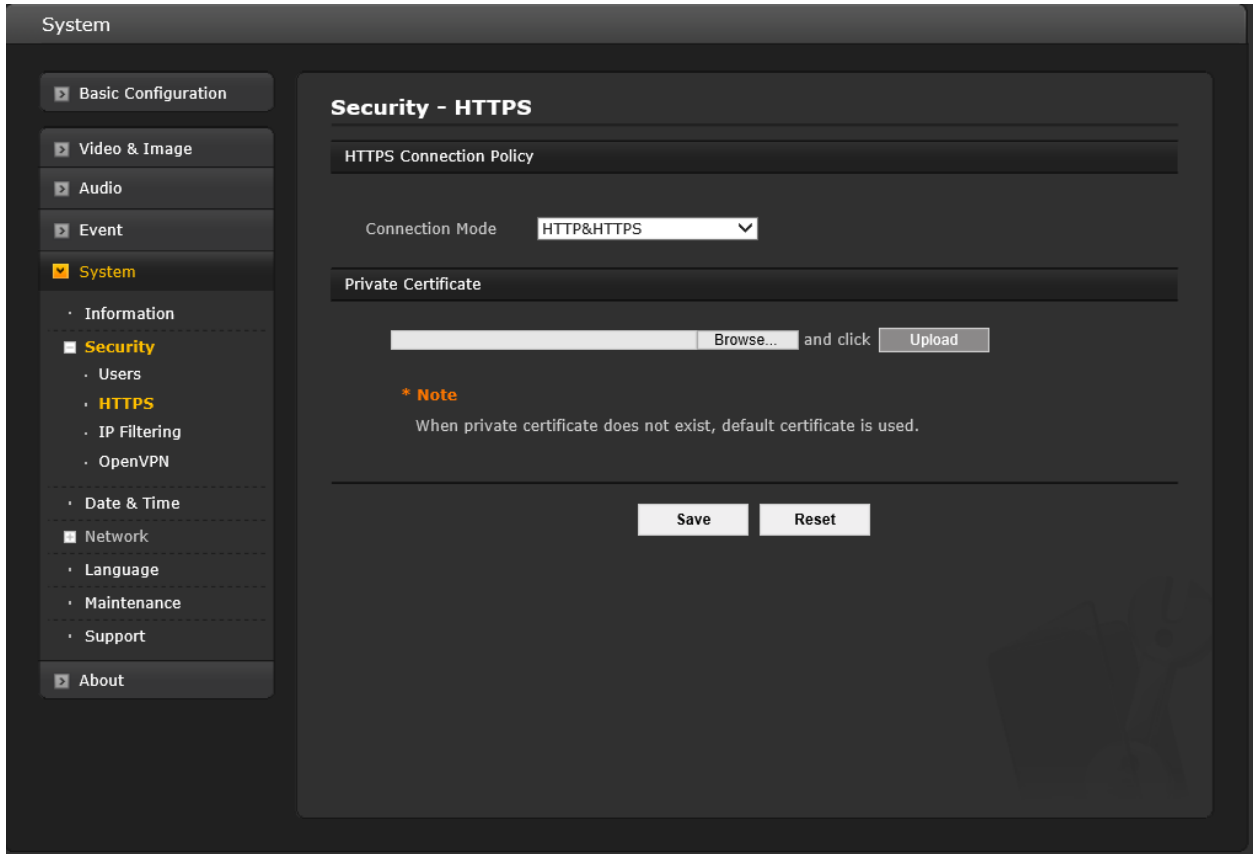 System
Basic Configuration
Video & Image
Audio
Event
System
Information
Security
Users
HTTPS
IP Filtering
OpenVPN
Date & Time
Network
Language
Maintenance
Support
About
Security - HTTPS
HTTPS Connection Policy
Connection Mode HTTP&HTTPS
Private Certificate
Browse... and click Upload
* Note
When private certificate does not exist, default certificate is used.
Save Reset